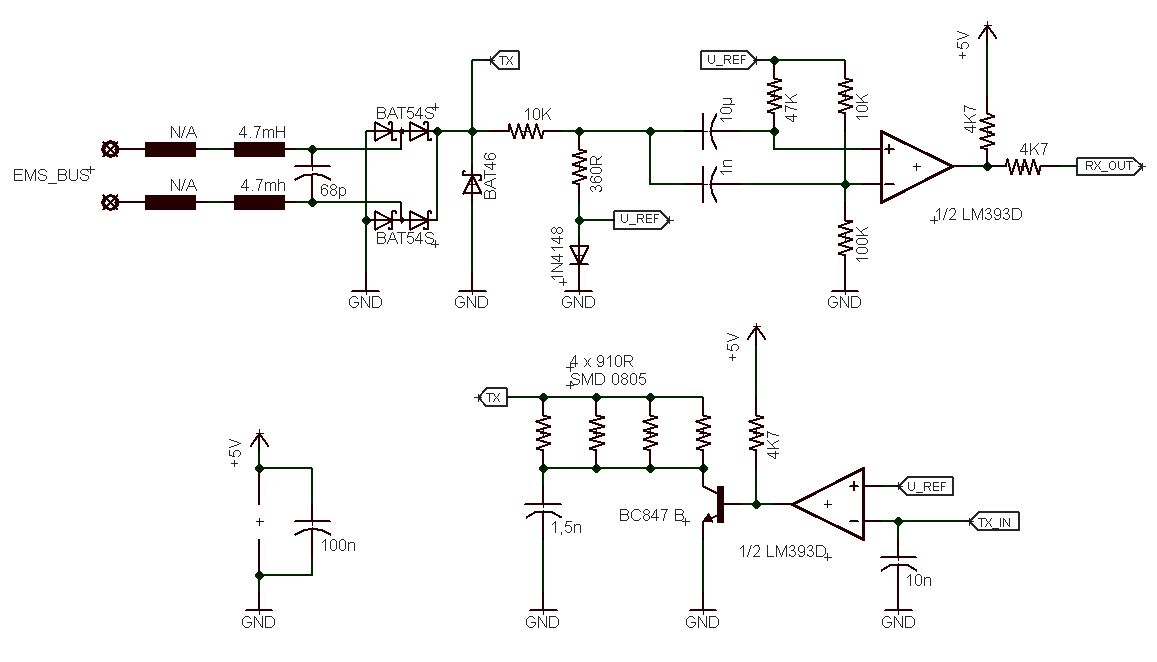 TX
U_REF
+5V
BAT54S
10K
10µ
47K
10K
4K7
N/A
4.7mH
4K7
EMS_BUS
68p
BAT46
360R
1n
RX_OUT
N/A
4.7mh
U_REF
1/2 LM393D
BAT54S
1N4148
100K
GND
GND
GND
GND
+5V
4 x 910R
SMD 0805
TX
4K7
+5V
U_REF
BC847 B
TX_IN
1,5n
1/2 LM393D
100n
10n
GND
GND
GND
GND